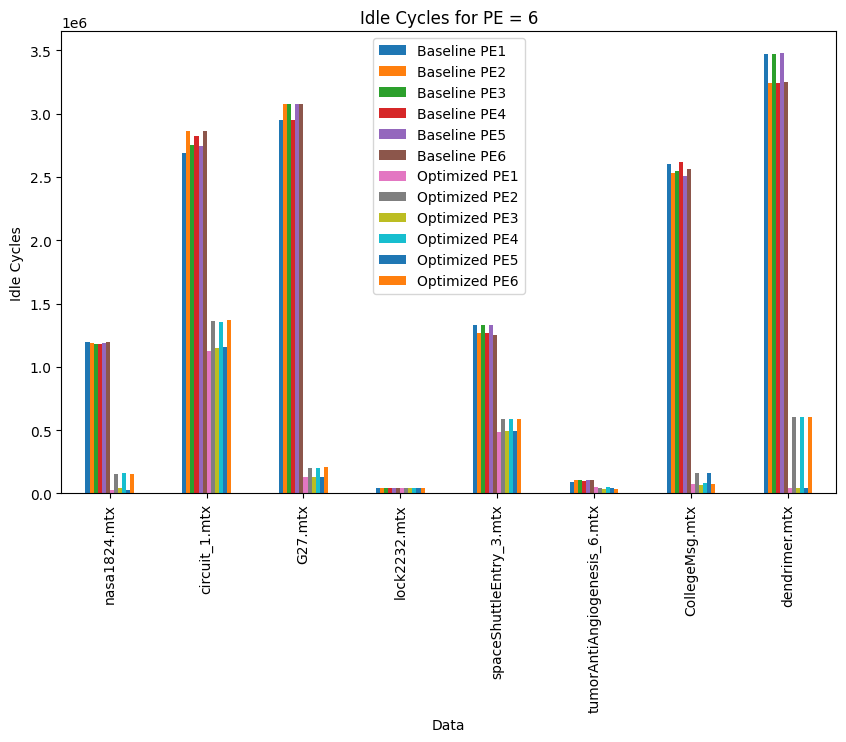 Idle Cycles for PE = 6
1e6
3.5
3.0
2.5
2.0
1.5
1.0
0.5
0.0
Idle Cycles
Baseline PE1
Baseline PE2
Baseline PE3
Baseline PE4
Baseline PE5
Baseline PE6
Optimized PE1
Optimized PE2
Optimized PE3
Optimized PE4
Optimized PE5
Optimized PE6
nasa1824.mtx
circuit_1.mtx
G27.mtx
lock2232.mtx
spaceShuttleEntry_3.mtx
tumorAntiAngiogenesis_6.mtx
CollegeMsg.mtx
dendrimer.mtx
Data